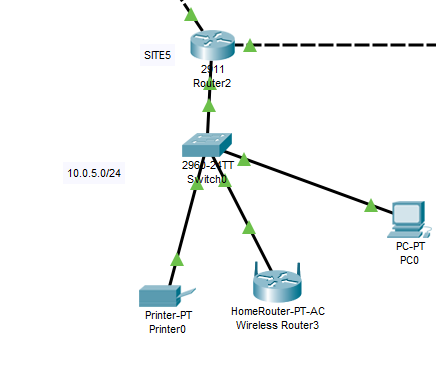 SITE5
2911
Router2
2960-24TT
Switch0
10.0.5.0/24
PC-PT
PC0
Printer-PT
Printer0
HomeRouter-PT-AC
Wireless Router3